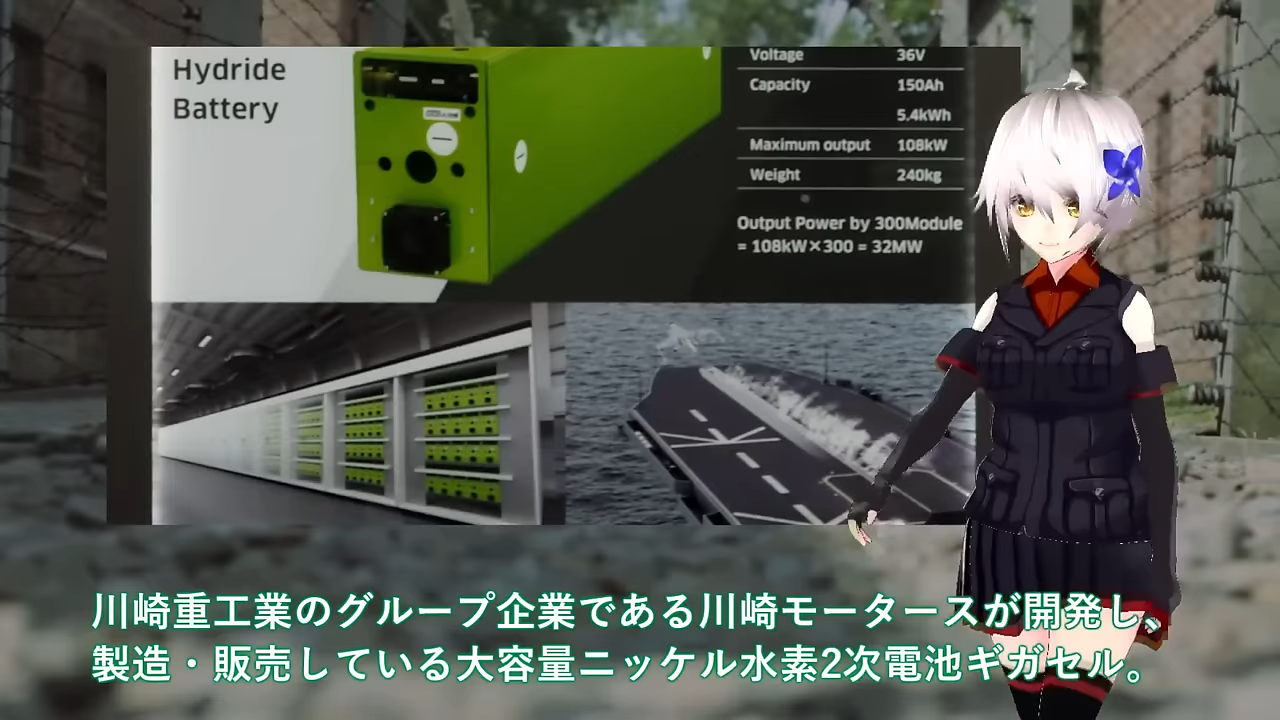 Hydride
Battery
Voltage 36V
Capacity 150Ah
5.4kWh
Maximum output 108kW
Weight 240kg
Output Power by 300Module
= 108kW×300 = 32MW
川崎重工業のグループ企業である川崎モータースが開発し、
製造・販売している大容量ニッケル水素2次電池ギガセル。